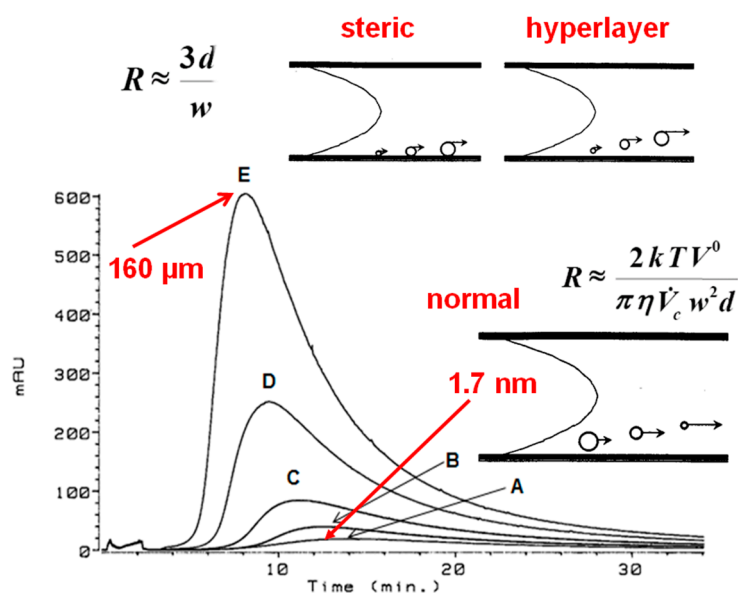 steric
hyperlayer
R ≈ 3d / w
E
600
500
160 µm
400
300
200
100
0
mAU
normal
R ≈ 2kTV⁰ / πηV̇_c w²d
1.7 nm
D
B
C
A
10
20
30
Time (min.)